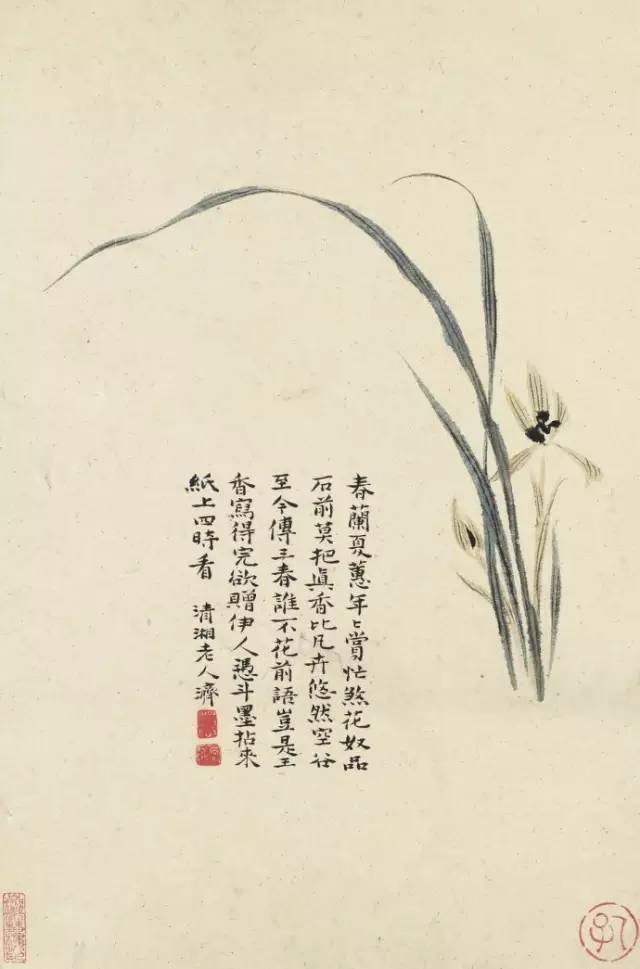 春蘭夏蕙年〻賞忙煞花奴品
石前莫把眞香比凡卉悠然空谷
至今傳三春誰不花前語豈是王
香寫得完欲贈伊人憑斗墨拈來
紙上四時看 清湘老人濟